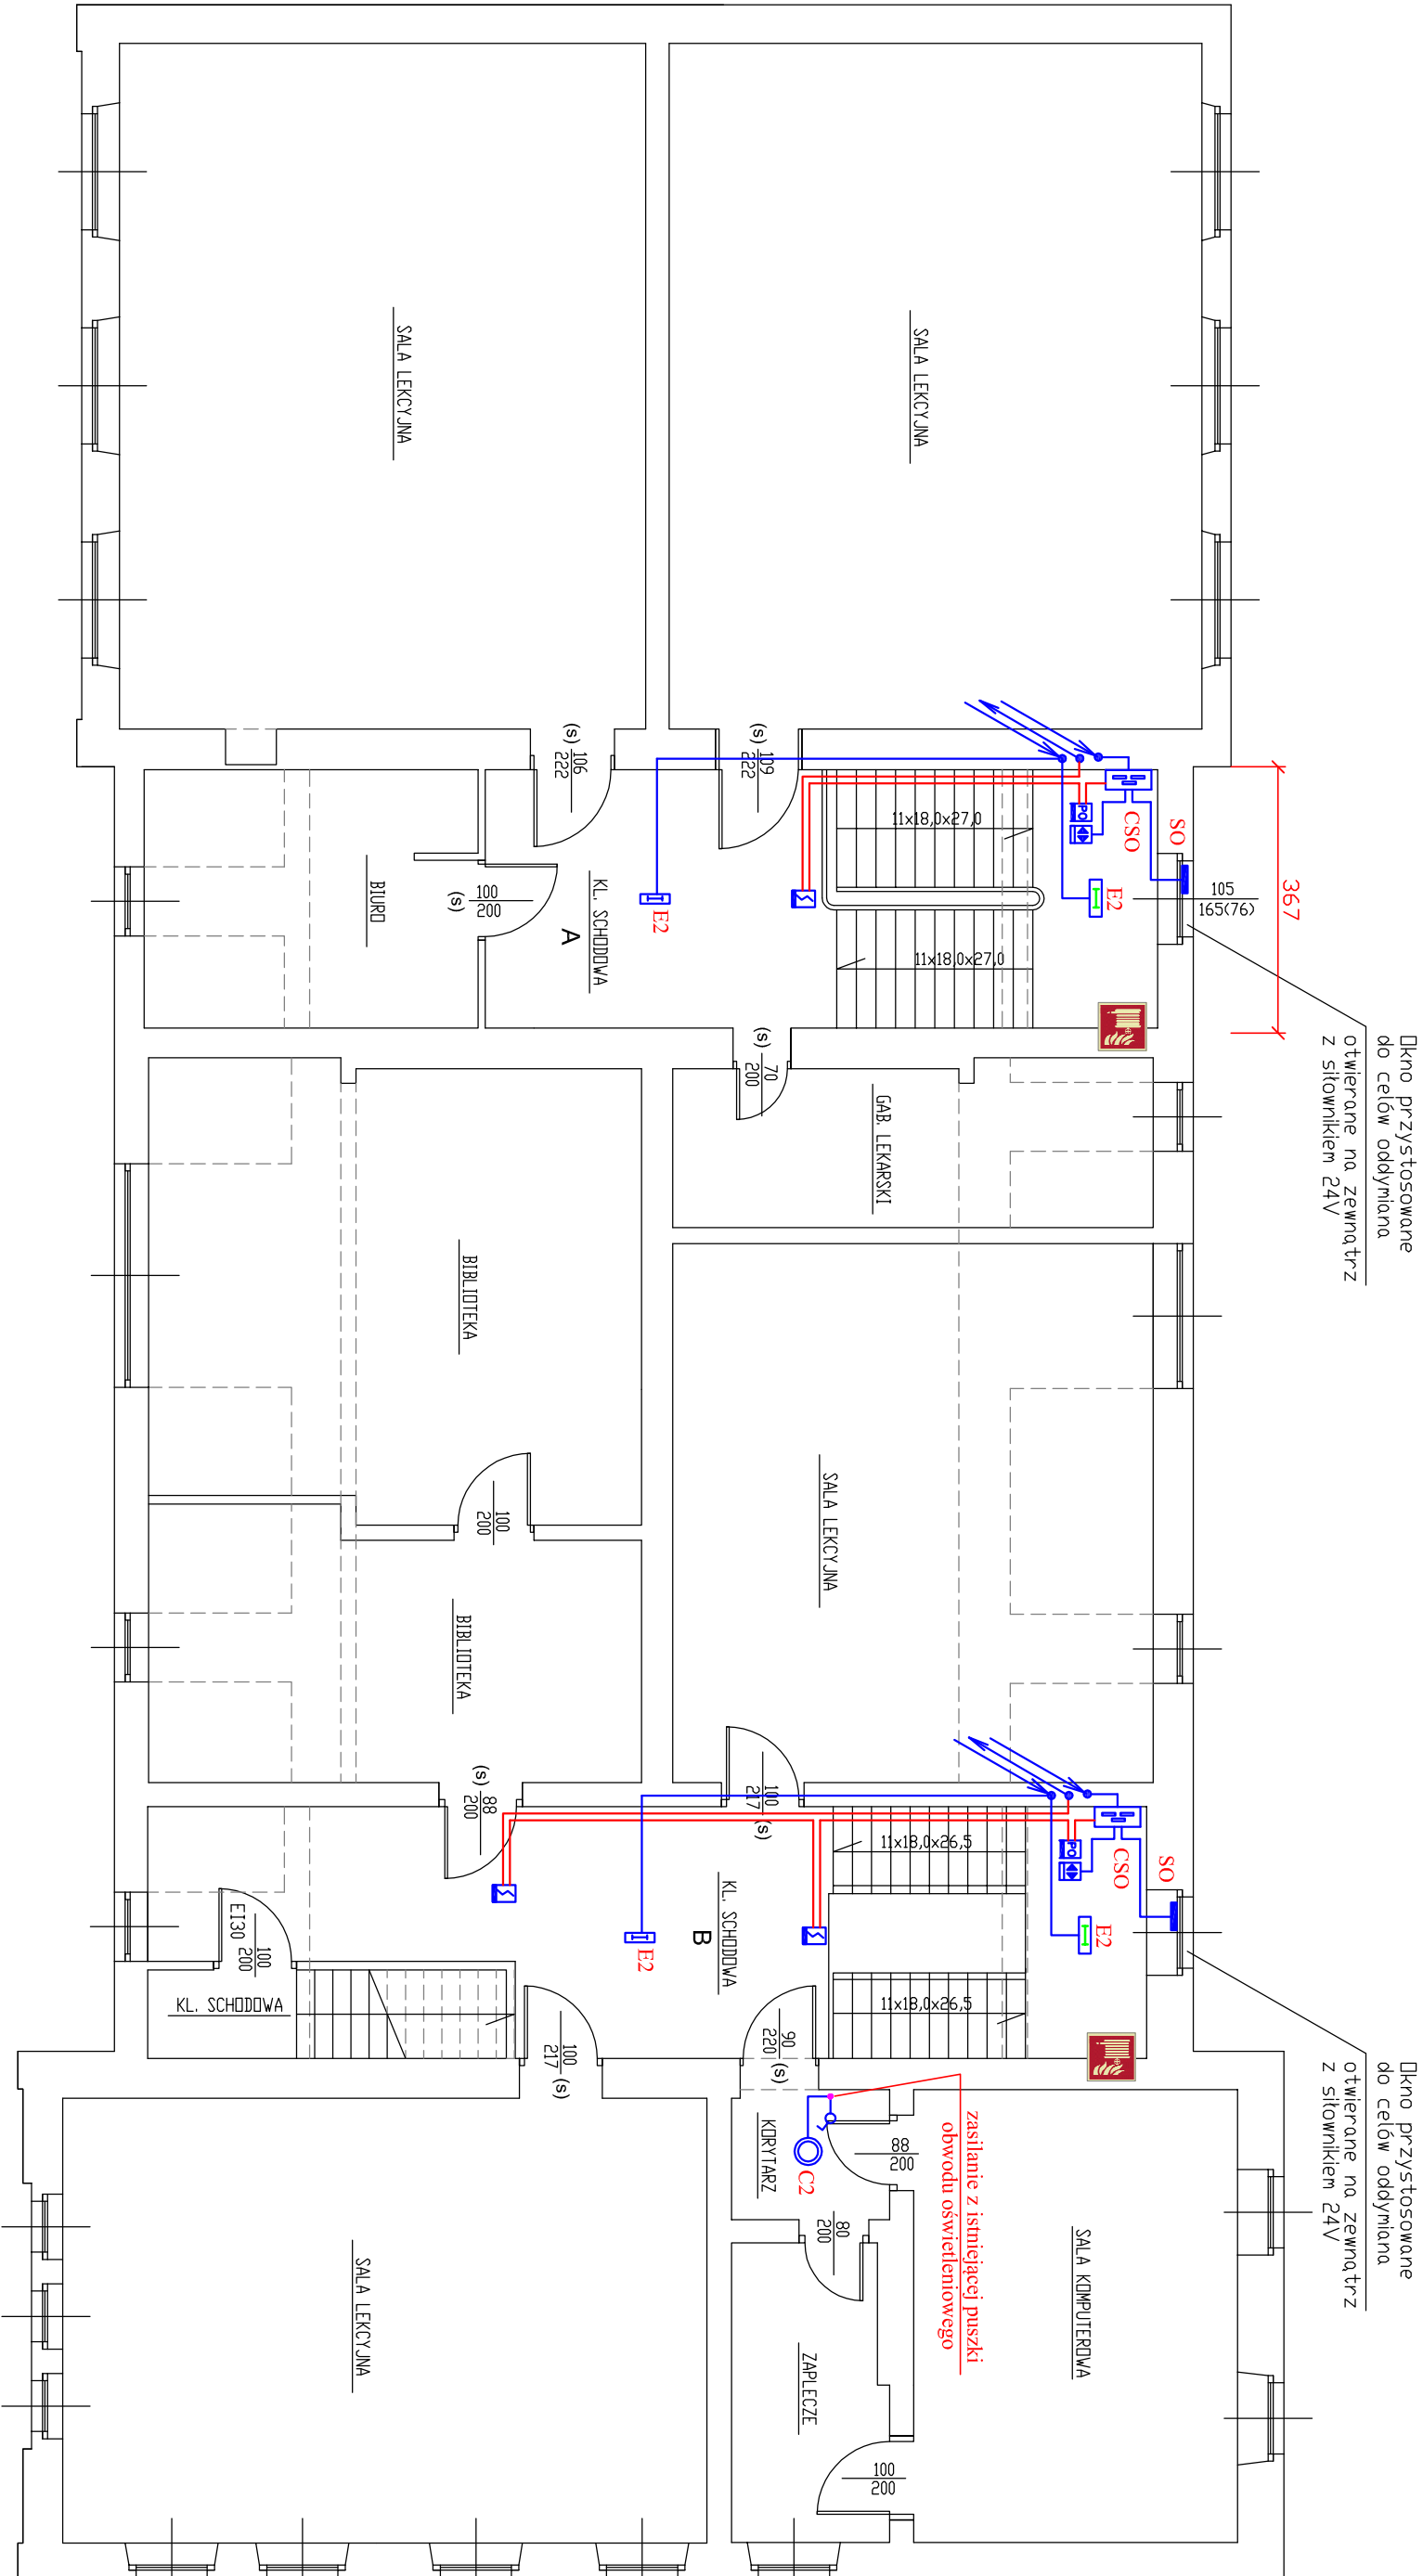 Okno przystosowane
do celów oddymiana
otwierane na zewnątrz
z siłownikiem 24V
367
105
165(76)
SO
CSO
PO
E2
11x18,0x27,0
11x18,0x27,0
SALA LEKCYJNA
SALA LEKCYJNA
109
222
(s)
106
222
(s)
KL. SCHODOWA
A
E2
BIURO
100
200
(s)
70
200
(s)
GAB. LEKARSKI
BIBLIOTEKA
SALA LEKCYJNA
100
200
BIBLIOTEKA
88
200
(s)
100
217
(s)
Okno przystosowane
do celów oddymiana
otwierane na zewnątrz
z siłownikiem 24V
SO
CSO
PO
E2
11x18,0x26,5
11x18,0x26,5
KL. SCHODOWA
B
E2
100
200
EI30
KL. SCHODOWA
100
217
(s)
90
220
(s)
KORYTARZ
C2
88
200
80
200
zasilanie z istniejącej puszki
obwodu oświetleniowego
SALA KOMPUTEROWA
SALA LEKCYJNA
ZAPLECZE
100
200